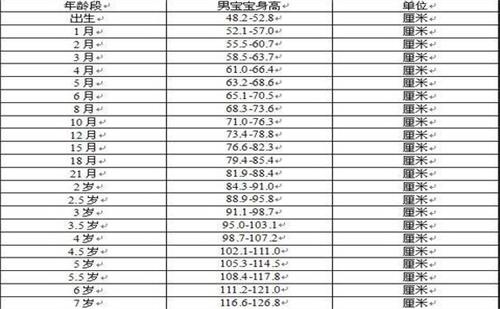 年龄段 男宝宝身高 单位
出生 48.2-52.8 厘米
1月 52.1-57.0 厘米
2月 55.5-60.7 厘米
3月 58.5-63.7 厘米
4月 61.0-66.4 厘米
5月 63.2-68.6 厘米
6月 65.1-70.5 厘米
8月 68.3-73.6 厘米
10月 71.0-76.3 厘米
12月 73.4-78.8 厘米
15月 76.6-82.3 厘米
18月 79.4-85.4 厘米
21月 81.9-88.4 厘米
2岁 84.3-91.0 厘米
2.5岁 88.9-95.8 厘米
3岁 91.1-98.7 厘米
3.5岁 95.0-103.1 厘米
4岁 98.7-107.2 厘米
4.5岁 102.1-111.0 厘米
5岁 105.3-114.5 厘米
5.5岁 108.4-117.8 厘米
6岁 111.2-121.0 厘米
7岁 116.6-126.8 厘米